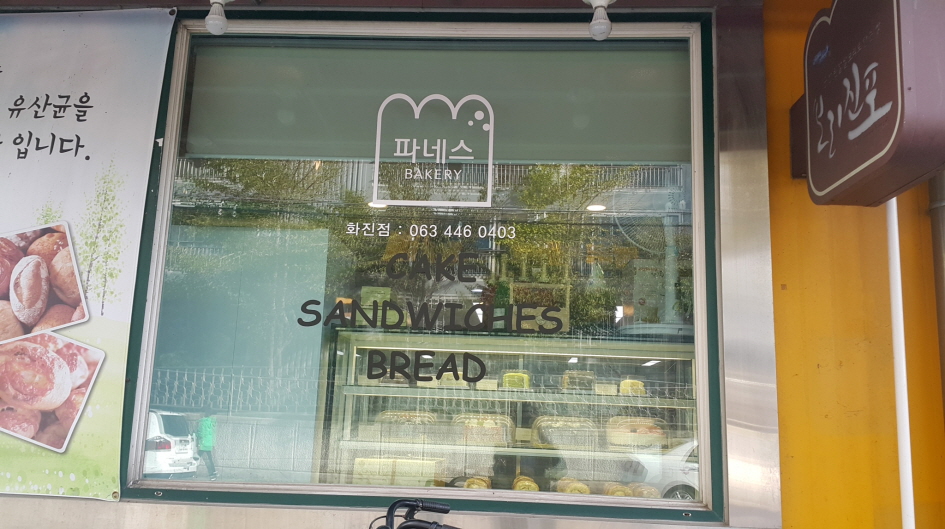 유산균을
입니다.
파네스
BAKERY
화진점 : 063 446 0403
CAKE
SANDWICHES
BREAD